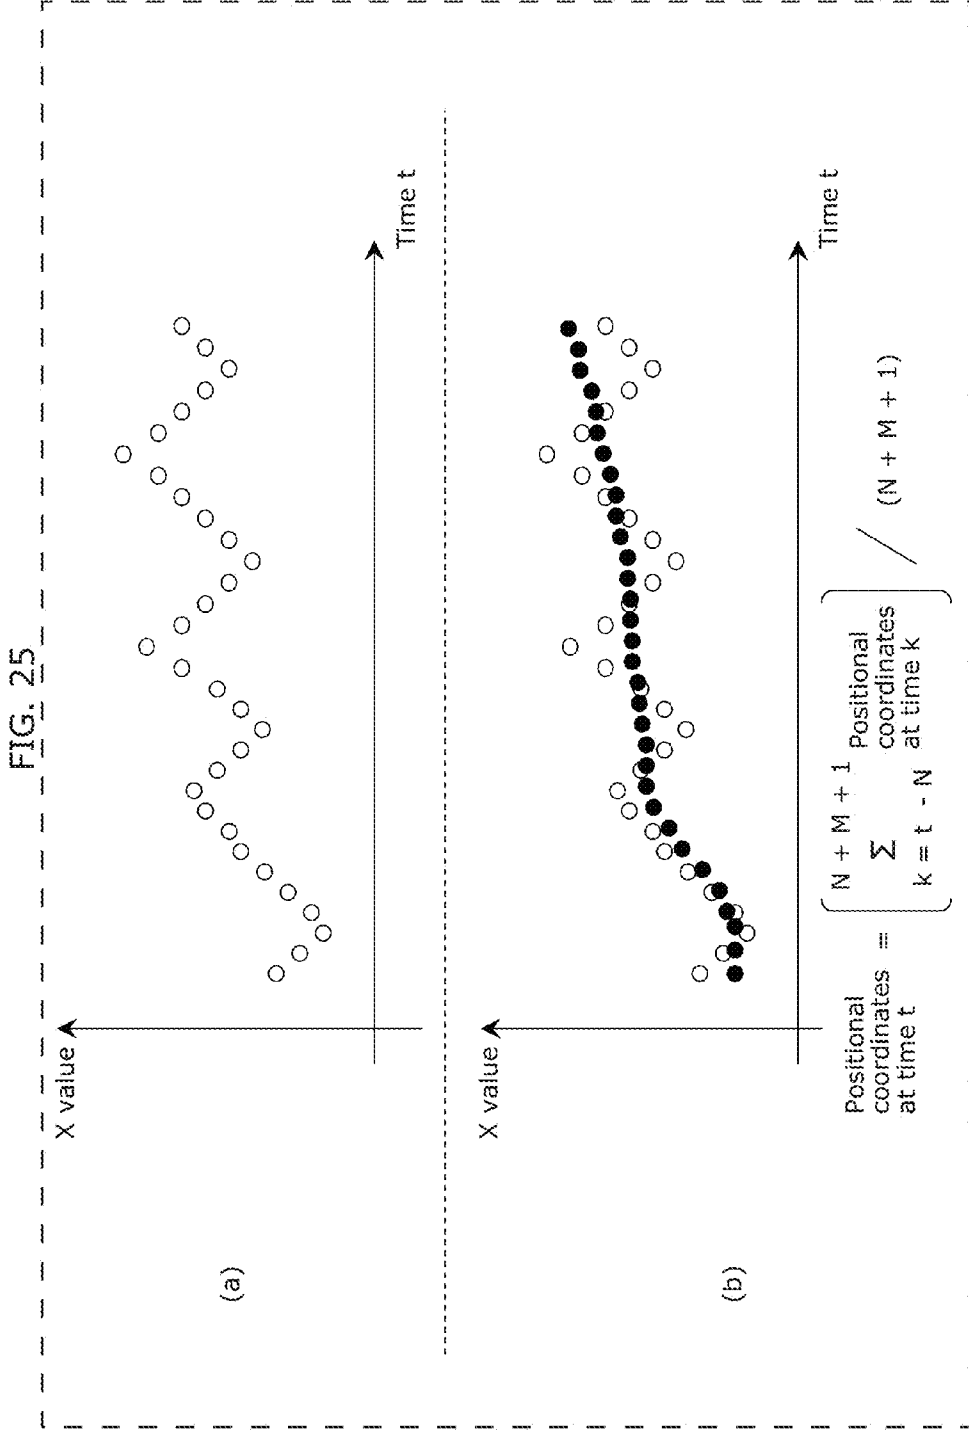 FIG. 25
X value
Time t
(a)
X value
Time t
(b)
Positional
coordinates =
at time t
N + M + 1
Σ
k = t - N
Positional
coordinates
at time k
/
(N + M + 1)